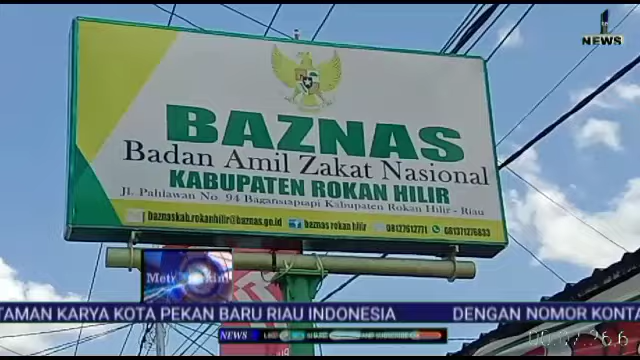 NEWS
BAZNAS
Badan Amil Zakat Nasional
KABUPATEN ROKAN HILIR
Jl. Pahlawan No. 94 Bagansiapiapi Kabupaten Rokan Hilir - Riau
baznaskab.rokanhilir@baznas.go.id
baznas rokan hilir
081371276833
TAMAN KARYA KOTA PEKAN BARU RIAU INDONESIA
DENGAN NOMOR KONTA
NEWS